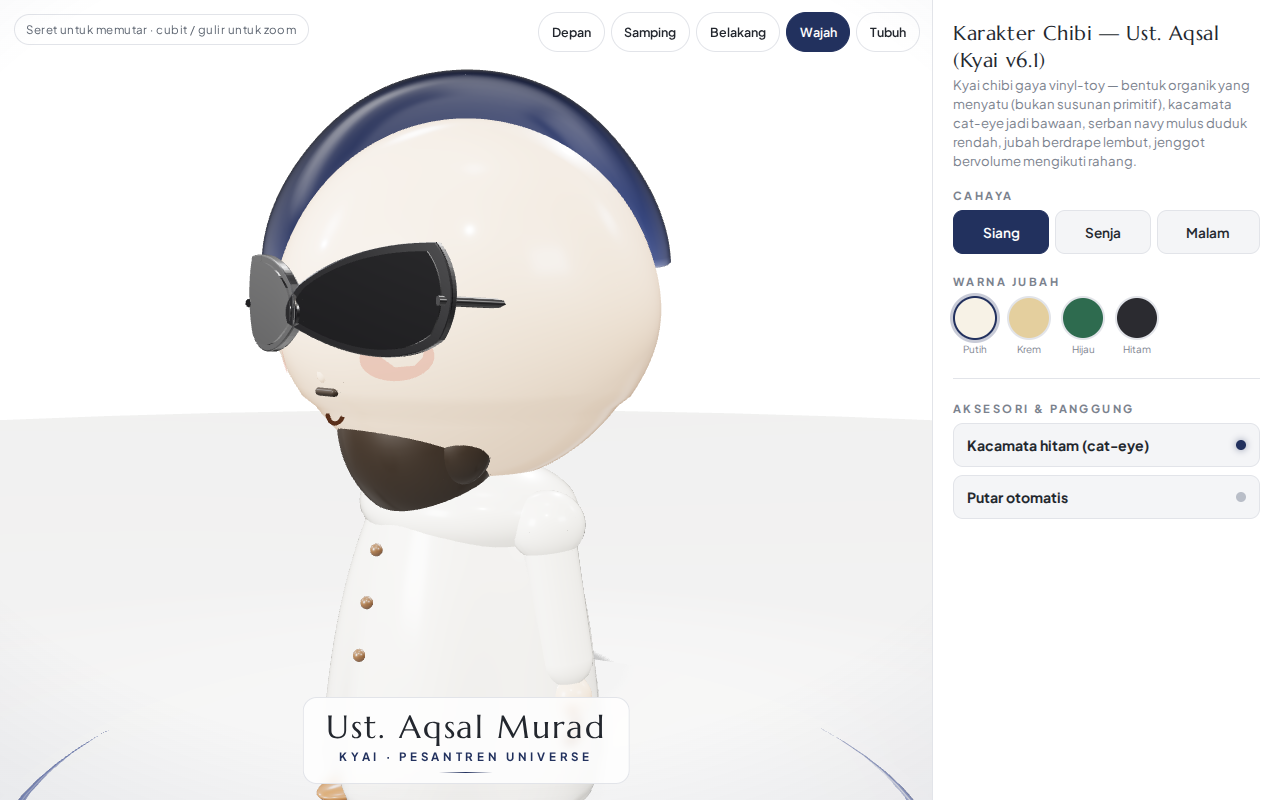 Seret untuk memutar · cubit / gulir untuk zoom
Depan
Samping
Belakang
Wajah
Tubuh
Ust. Aqsal Murad
KYAI · PESANTREN UNIVERSE
Karakter Chibi — Ust. Aqsal
(Kyai v6.1)
Kyai chibi gaya vinyl-toy — bentuk organik yang
menyatu (bukan susunan primitif), kacamata
cat-eye jadi bawaan, serban navy mulus duduk
rendah, jubah berdrape lembut, jenggot
bervolume mengikuti rahang.
CAHAYA
Siang
Senja
Malam
WARNA JUBAH
Putih
Krem
Hijau
Hitam
AKSESORI & PANGGUNG
Kacamata hitam (cat-eye)
Putar otomatis